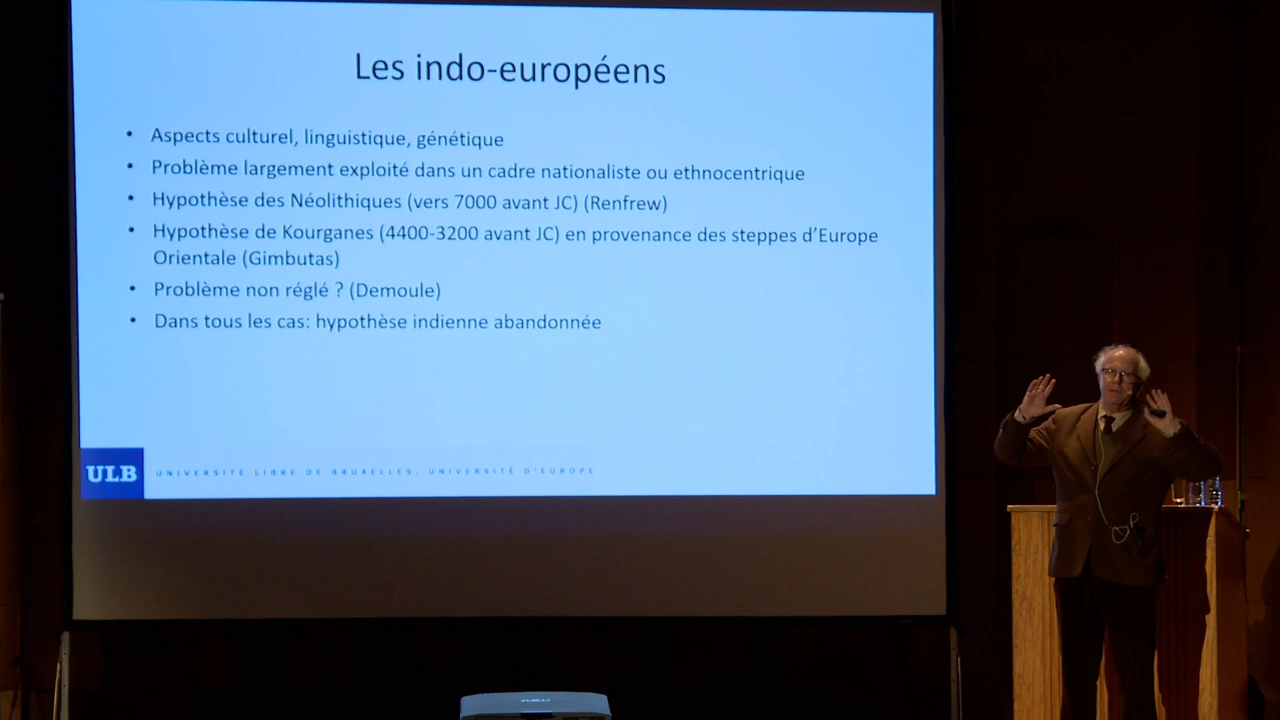 Les indo-européens
• Aspects culturel, linguistique, génétique
• Problème largement exploité dans un cadre nationaliste ou ethnocentrique
• Hypothèse des Néolithiques (vers 7000 avant JC) (Renfrew)
• Hypothèse de Kourganes (4400-3200 avant JC) en provenance des steppes d’Europe
Orientale (Gimbutas)
• Problème non réglé ? (Demoule)
• Dans tous les cas: hypothèse indienne abandonnée
ULB UNIVERSITÉ LIBRE DE BRUXELLES, UNIVERSITÉ D'EUROPE